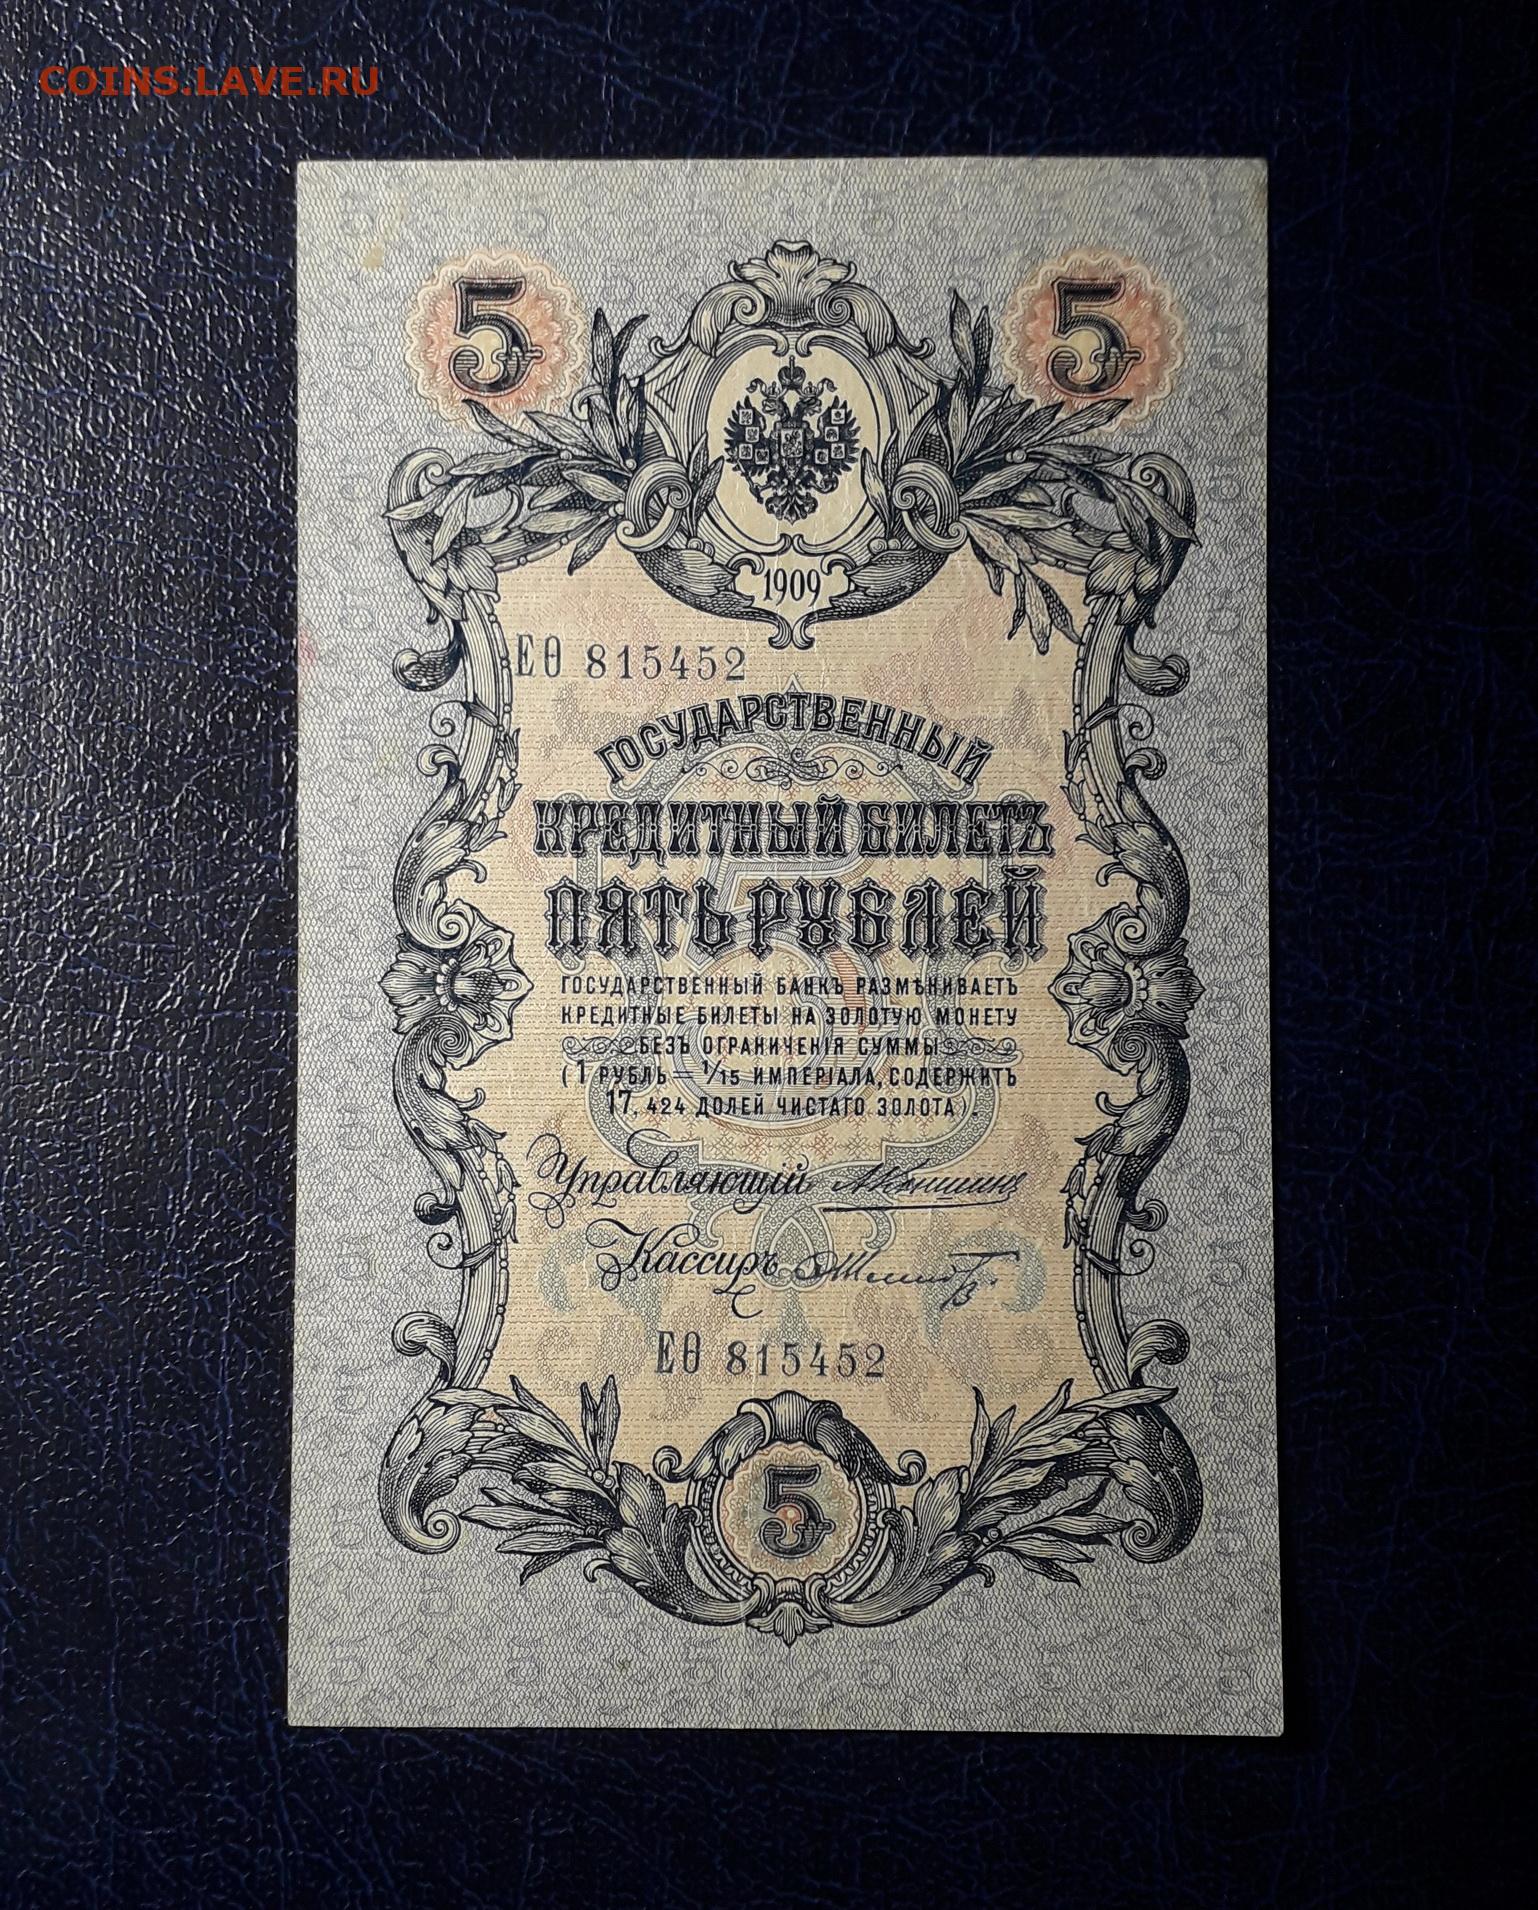 COINS.LAVE.RU
5
5
1909
ЕѲ 815452
ГОСУДАРСТВЕННЫЙ
КРЕДИТНЫЙ БИЛЕТЪ
ПЯТЬ РУБЛЕЙ
ГОСУДАРСТВЕННЫЙ БАНКЪ РАЗМѢНИВАЕТЪ
КРЕДИТНЫЕ БИЛЕТЫ НА ЗОЛОТУЮ МОНЕТУ
БЕЗЪ ОГРАНИЧЕНІЯ СУММЫ
(1 РУБЛЬ = 1/15 ИМПЕРІАЛА, СОДЕРЖИТЪ
17,424 ДОЛЕЙ ЧИСТАГО ЗОЛОТА).
Управляющій
Кассиръ
ЕѲ 815452
5